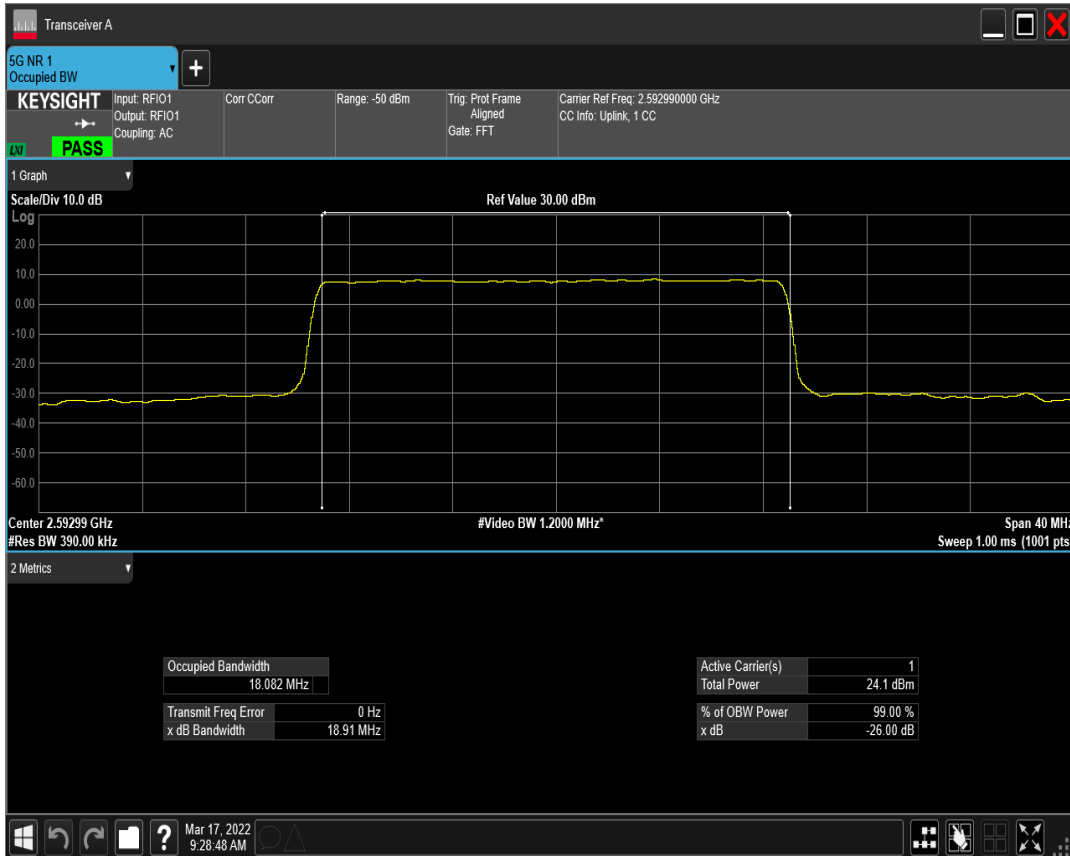 Transceiver A
5G NR 1
Occupied BW
+
KEYSIGHT
LXI
PASS
Input: RFIO1
Output: RFIO1
Coupling: AC
Corr CCorr
Range: -50 dBm
Trig: Prot Frame
Aligned
Gate: FFT
Carrier Ref Freq: 2.592990000 GHz
CC Info: Uplink, 1 CC
1 Graph
Scale/Div 10.0 dB
Ref Value 30.00 dBm
Log
20.0
10.0
0.00
-10.0
-20.0
-30.0
-40.0
-50.0
-60.0
Center 2.59299 GHz
#Video BW 1.2000 MHz*
Span 40 MHz
#Res BW 390.00 kHz
Sweep 1.00 ms (1001 pts
2 Metrics
Occupied Bandwidth
18.082 MHz
Transmit Freq Error 0 Hz
x dB Bandwidth 18.91 MHz
Active Carrier(s) 1
Total Power 24.1 dBm
% of OBW Power 99.00 %
x dB -26.00 dB
?
Mar 17, 2022
9:28:48 AM